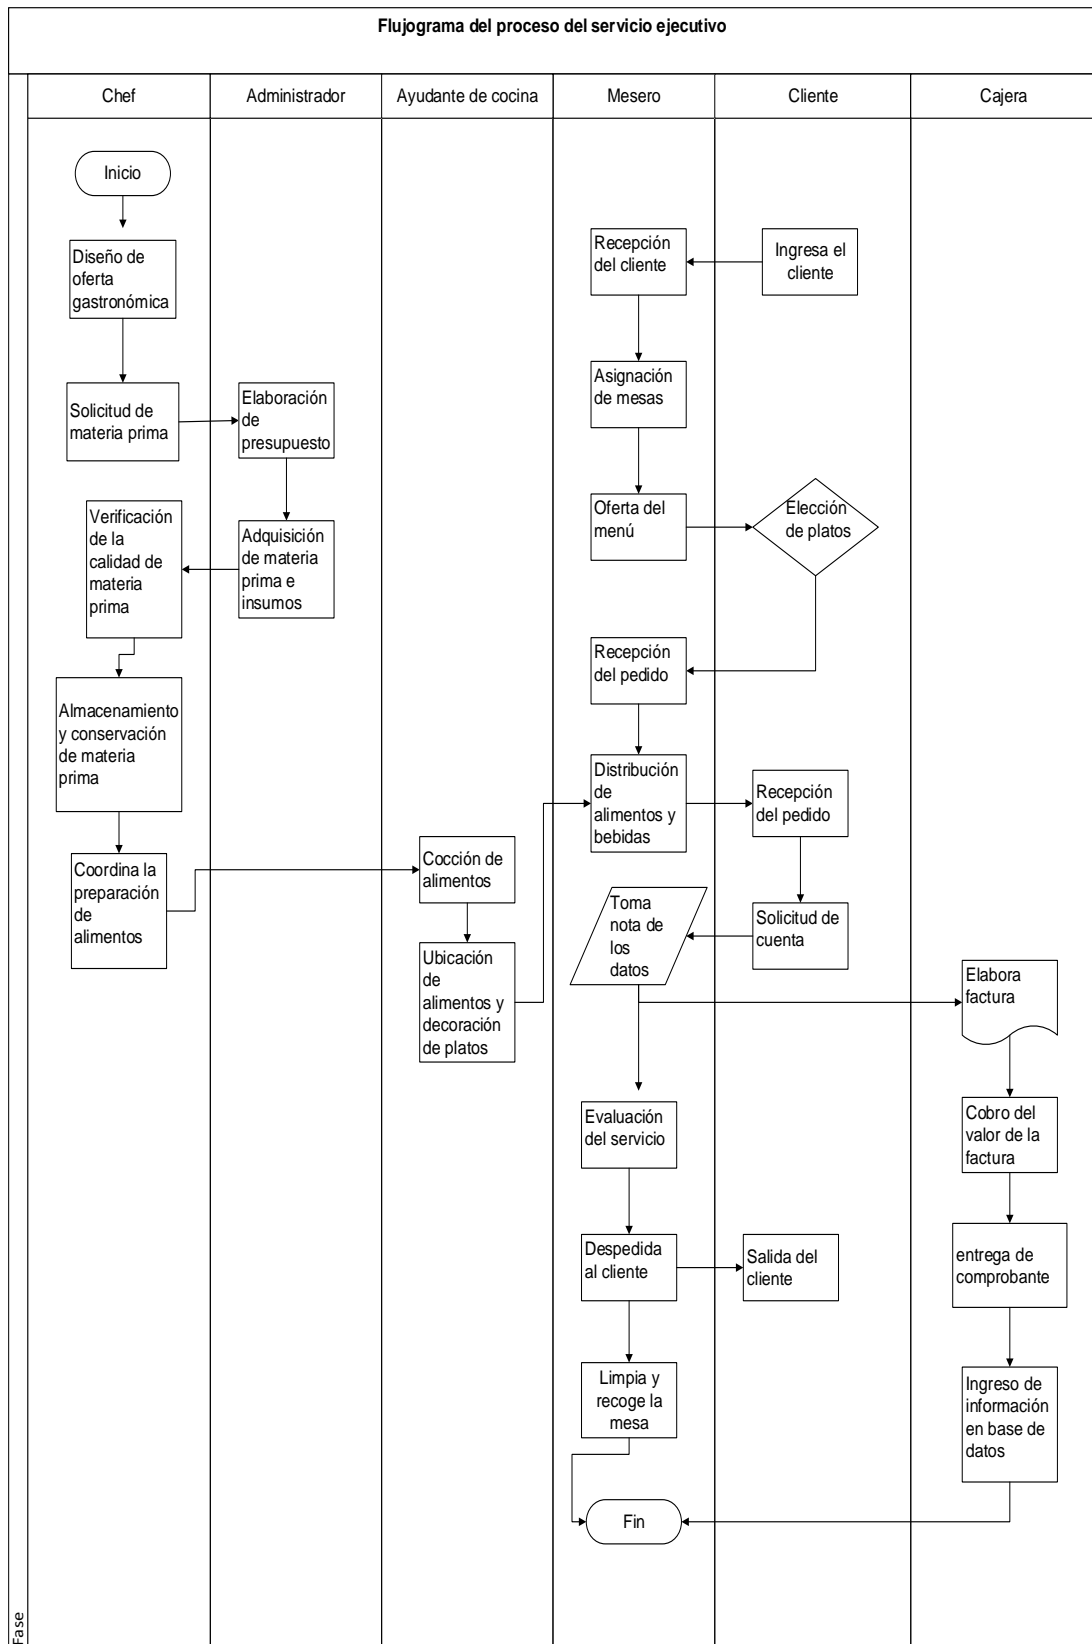 Flujograma del proceso del servicio ejecutivo
Chef
Administrador
Ayudante de cocina
Mesero
Cliente
Cajera
Inicio
Diseño de
oferta
gastronómica
Solicitud de
materia prima
Elaboración
de
presupuesto
Adquisición
de materia
prima e
insumos
Verificación
de la
calidad de
materia
prima
Almacenamiento
y conservación
de materia
prima
Coordina la
preparación
de
alimentos
Cocción de
alimentos
Ubicación
de
alimentos y
decoración
de platos
Ingresa el
cliente
Recepción
del cliente
Asignación
de mesas
Oferta del
menú
Elección
de platos
Recepción
del pedido
Distribución
de
alimentos y
bebidas
Recepción
del pedido
Solicitud de
cuenta
Toma
nota de
los
datos
Elabora
factura
Cobro del
valor de la
factura
entrega de
comprobante
Ingreso de
información
en base de
datos
Evaluación
del servicio
Despedida
al cliente
Salida del
cliente
Limpia y
recoge la
mesa
Fin
Fase